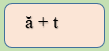 ă + t